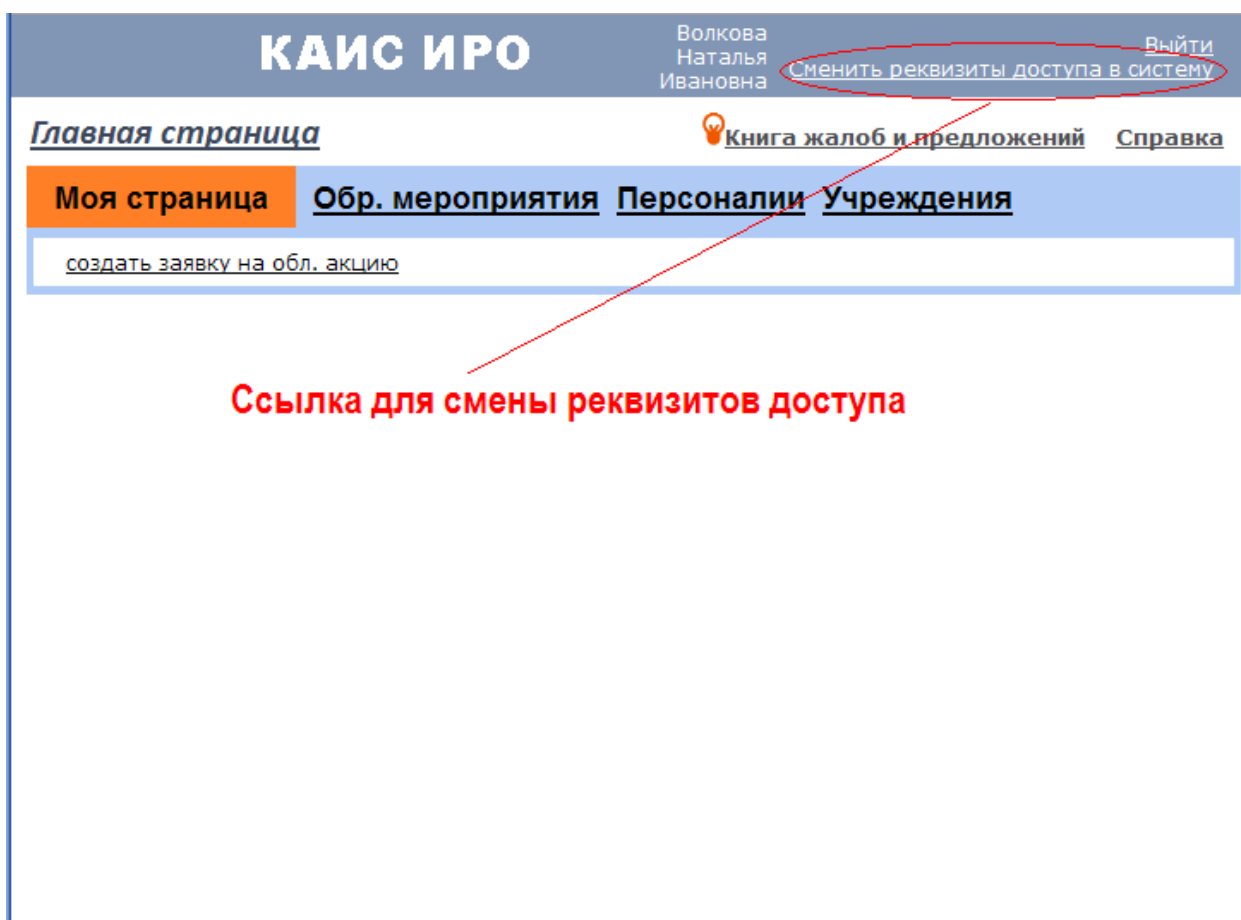 КАИС ИРО
Волкова
Наталья
Ивановна
Выйти
Сменить реквизиты доступа в систему
Главная страница
Книга жалоб и предложений Справка
Моя страница Обр. мероприятия Персоналии Учреждения
создать заявку на обл. акцию
Ссылка для смены реквизитов доступа